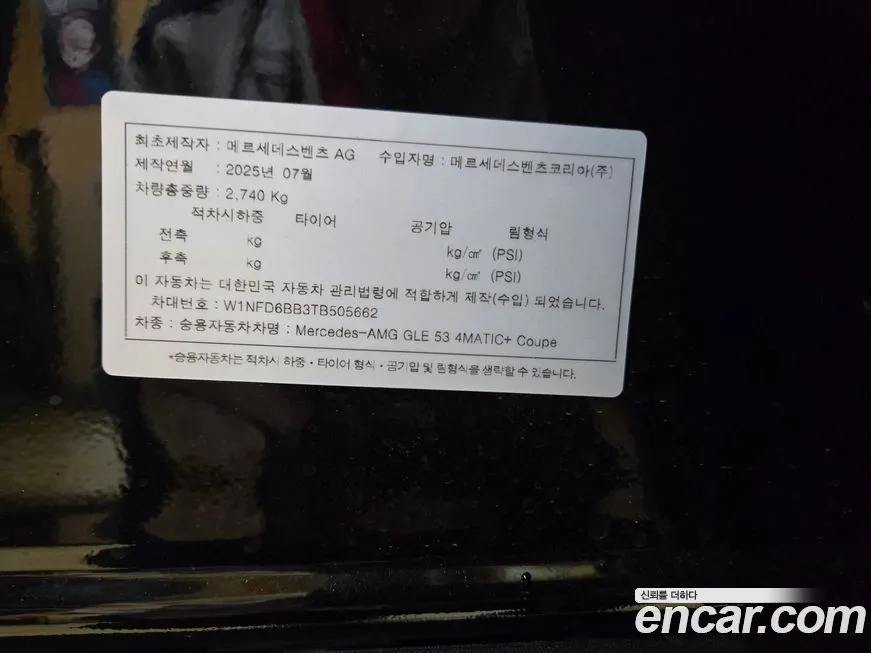 최초제작자 : 메르세데스벤츠 AG 수입자명 : 메르세데스벤츠코리아(주)
제작연월 : 2025년 07월
차량총중량 : 2,740 Kg
적차시하중 타이어 공기압 림형식
전축 kg kg/㎠ (PSI)
후축 kg kg/㎠ (PSI)
이 자동차는 대한민국 자동차 관리법령에 적합하게 제작(수입) 되었습니다.
차대번호 : W1NFD6BB3TB505662
차종 : 승용자동차차명 : Mercedes-AMG GLE 53 4MATIC+ Coupe
*승용자동차는 적차시 하중·타이어 형식·공기압 및 림형식을 생략할 수 있습니다.
신뢰를 더하다
encar.com